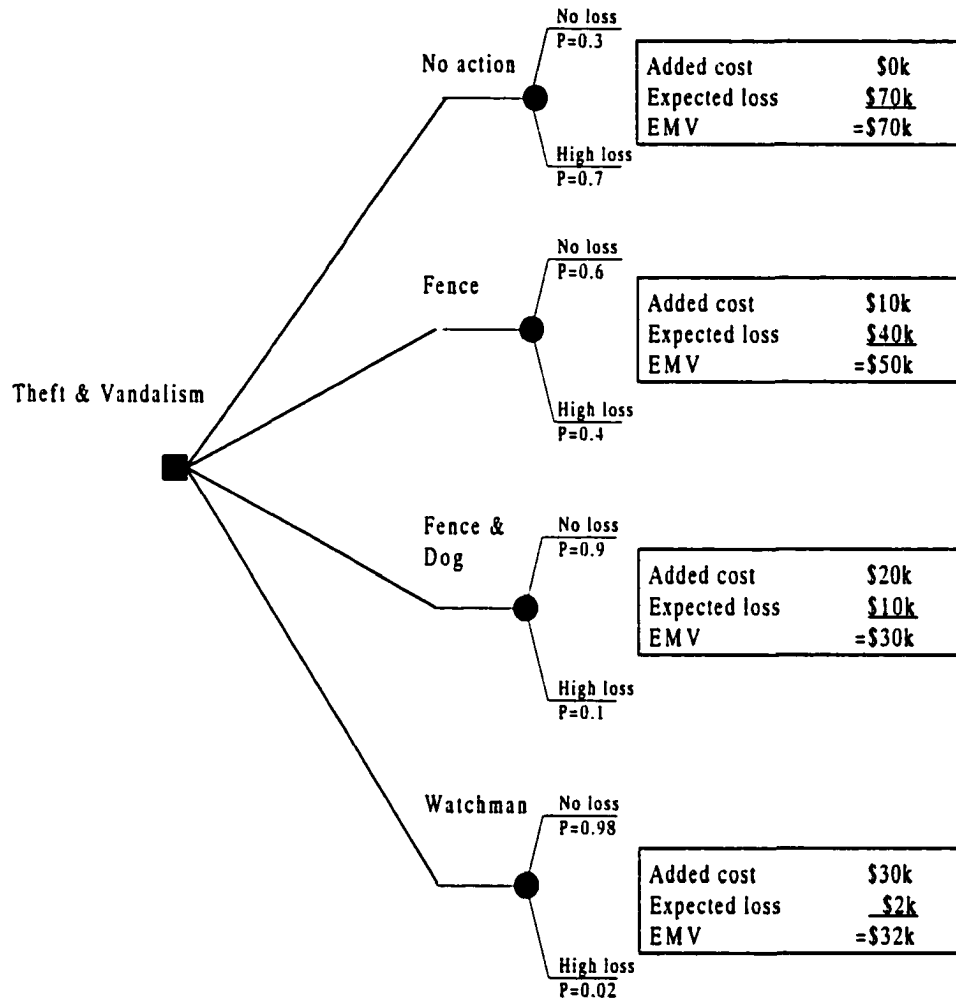 No loss
P=0.3
No action
Added cost $0k
Expected loss $70k
EMV =$70k
High loss
P=0.7
No loss
P=0.6
Fence
Added cost $10k
Expected loss $40k
EMV =$50k
Theft & Vandalism
High loss
P=0.4
Fence &
Dog
No loss
P=0.9
Added cost $20k
Expected loss $10k
EMV =$30k
High loss
P=0.1
Watchman
No loss
P=0.98
Added cost $30k
Expected loss $2k
EMV =$32k
High loss
P=0.02